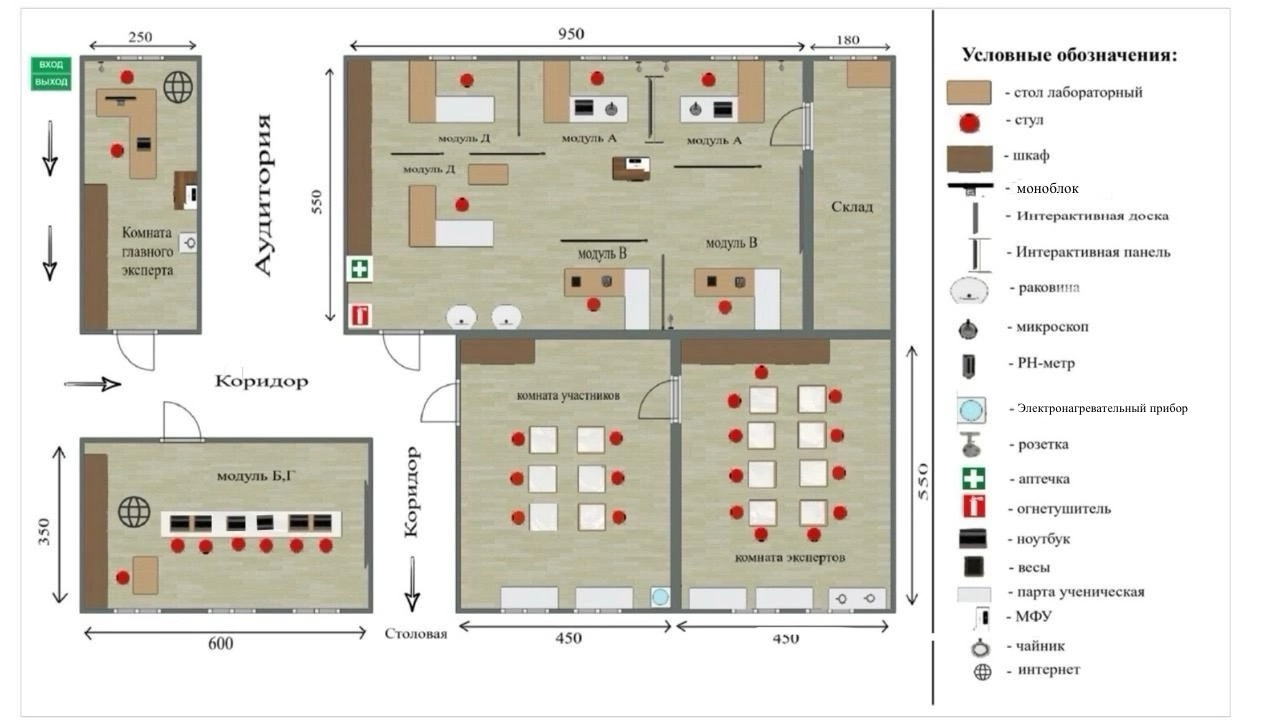 250
950
180
ВХОД
ВЫХОД
Аудитория
550
модуль Д
модуль А
модуль А
модуль Д
Склад
Комната
главного
эксперта
модуль В
модуль В
Коридор
комната участников
модуль Б,Г
Коридор
350
550
комната экспертов
600
Столовая
450
450
Условные обозначения:
- стол лабораторный
- стул
- шкаф
- моноблок
- Интерактивная доска
- Интерактивная панель
- раковина
- микроскоп
- PH-метр
- Электронагревательный прибор
- розетка
- аптечка
- огнетушитель
- ноутбук
- весы
- парта ученическая
- МФУ
- чайник
- интернет